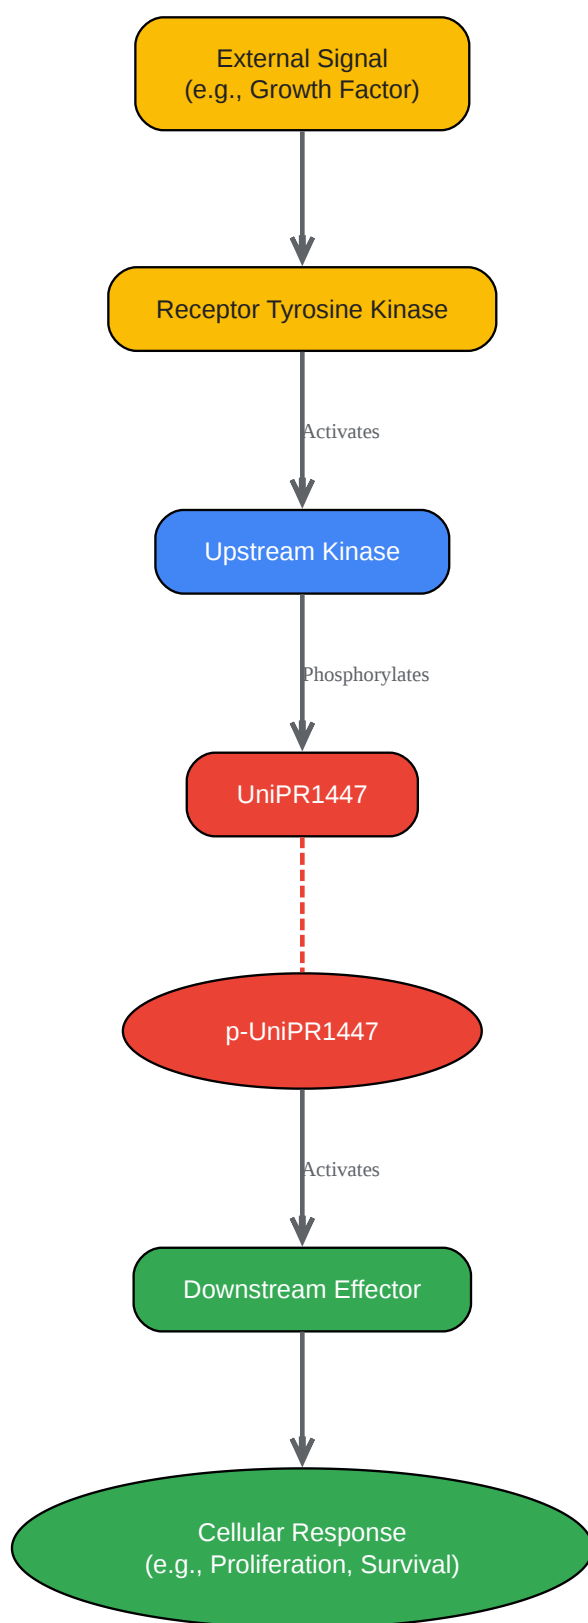 External Signal
(e.g., Growth Factor)
Receptor Tyrosine Kinase
Activates
Upstream Kinase
Phosphorylates
UniPR1447
p-UniPR1447
Activates
Downstream Effector
Cellular Response
(e.g., Proliferation, Survival)